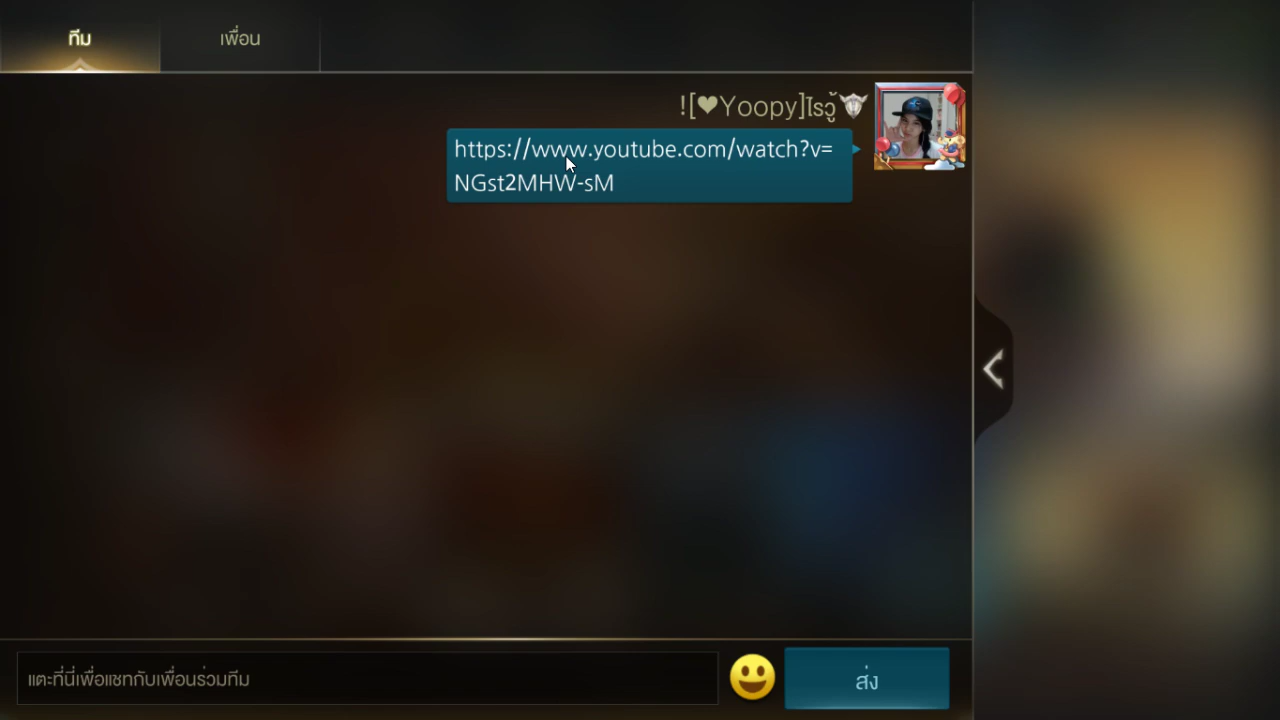 ทีม
เพื่อน
![♥Yoopy]ไรวู้
https://www.youtube.com/watch?v=
NGst2MHW-sM
แตะที่นี่เพื่อแชทกับเพื่อนร่วมทีม
ส่ง